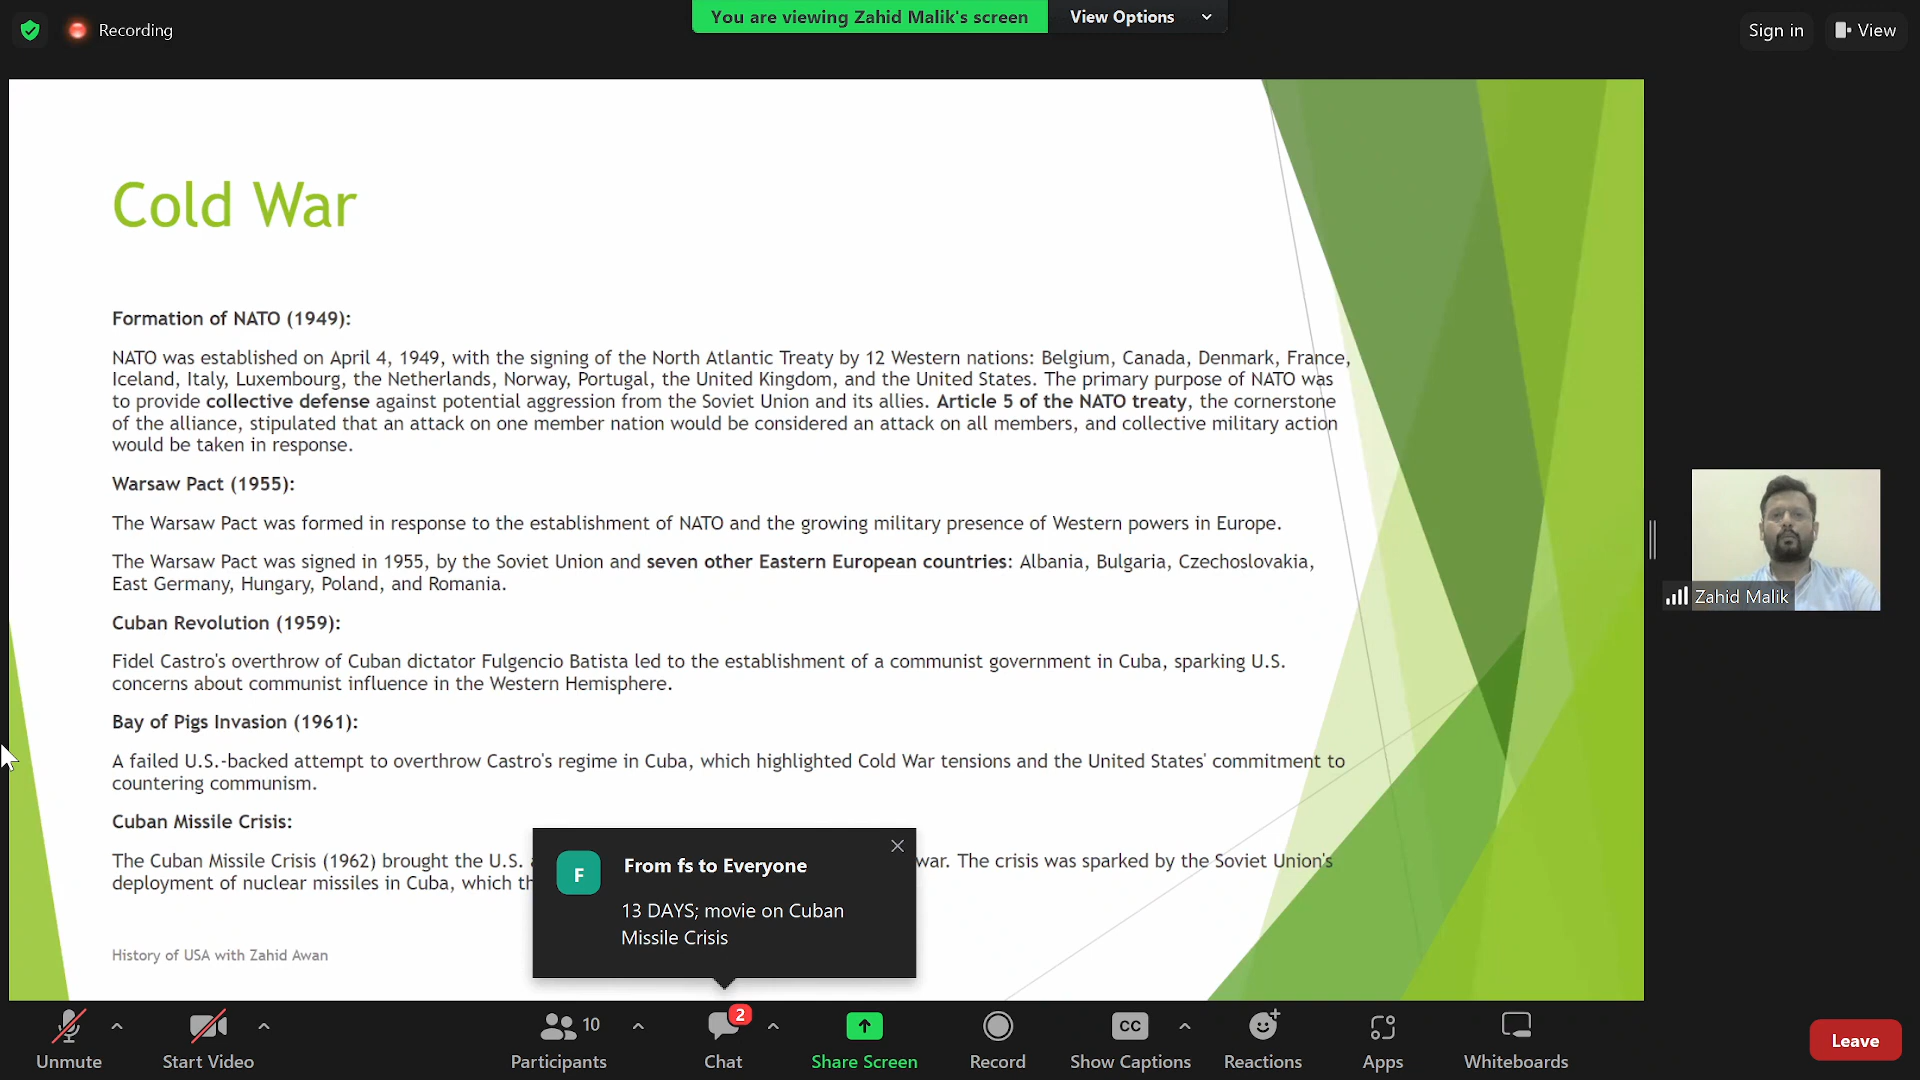 Recording
You are viewing Zahid Malik's screen
View Options
Sign in
View
Cold War
Formation of NATO (1949):
NATO was established on April 4, 1949, with the signing of the North Atlantic Treaty by 12 Western nations: Belgium, Canada, Denmark, France,
Iceland, Italy, Luxembourg, the Netherlands, Norway, Portugal, the United Kingdom, and the United States. The primary purpose of NATO was
to provide collective defense against potential aggression from the Soviet Union and its allies. Article 5 of the NATO treaty, the cornerstone
of the alliance, stipulated that an attack on one member nation would be considered an attack on all members, and collective military action
would be taken in response.
Warsaw Pact (1955):
The Warsaw Pact was formed in response to the establishment of NATO and the growing military presence of Western powers in Europe.
The Warsaw Pact was signed in 1955, by the Soviet Union and seven other Eastern European countries: Albania, Bulgaria, Czechoslovakia,
East Germany, Hungary, Poland, and Romania.
Cuban Revolution (1959):
Fidel Castro's overthrow of Cuban dictator Fulgencio Batista led to the establishment of a communist government in Cuba, sparking U.S.
concerns about communist influence in the Western Hemisphere.
Bay of Pigs Invasion (1961):
A failed U.S.-backed attempt to overthrow Castro's regime in Cuba, which highlighted Cold War tensions and the United States' commitment to
countering communism.
Cuban Missile Crisis:
The Cuban Missile Crisis (1962) brought the U.S. war. The crisis was sparked by the Soviet Union's
deployment of nuclear missiles in Cuba, which
History of USA with Zahid Awan
F
From fs to Everyone
13 DAYS; movie on Cuban
Missile Crisis
Zahid Malik
Unmute
Start Video
10
Participants
2
Chat
Share Screen
Record
CC
Show Captions
Reactions
Apps
Whiteboards
Leave